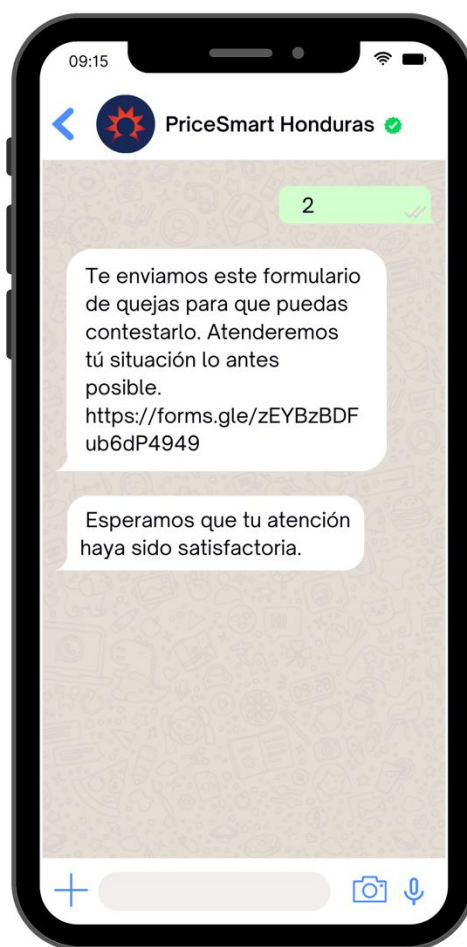 09:15
PriceSmart Honduras
2
Te enviamos este formulario
de quejas para que puedas
contestarlo. Atenderemos
tú situación lo antes
posible.
https://forms.gle/zEYBzBDF
ub6dP4949
Esperamos que tu atención
haya sido satisfactoria.